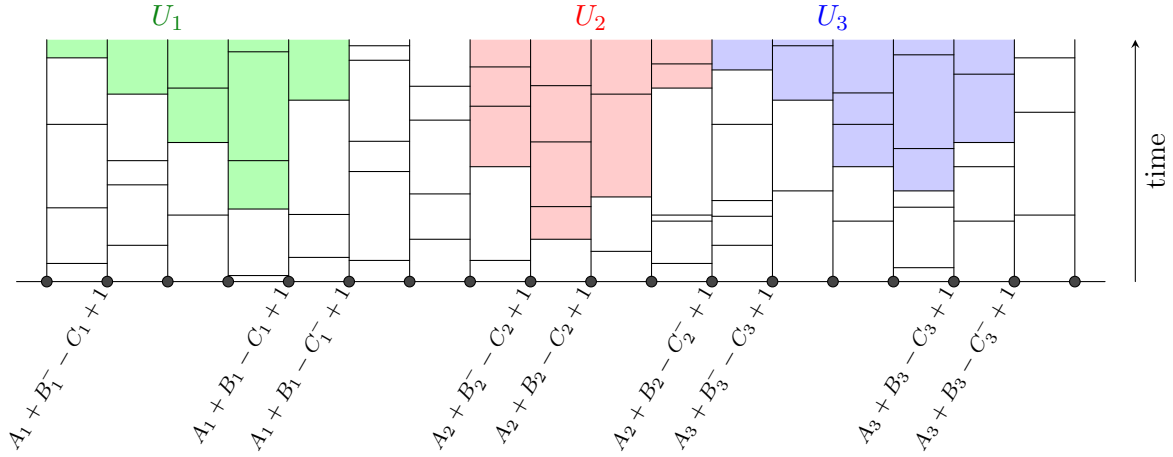 U₁ U₂ U₃
time
A₁ + B₁⁻ − C₁ + 1
A₁ + B₁ − C₁ + 1
A₁ + B₁ − C₁⁻ + 1
A₂ + B₂⁻ − C₂ + 1
A₂ + B₂ − C₂ + 1
A₂ + B₂ − C₂⁻ + 1
A₃ + B₃⁻ − C₃ + 1
A₃ + B₃ − C₃ + 1
A₃ + B₃ − C₃⁻ + 1